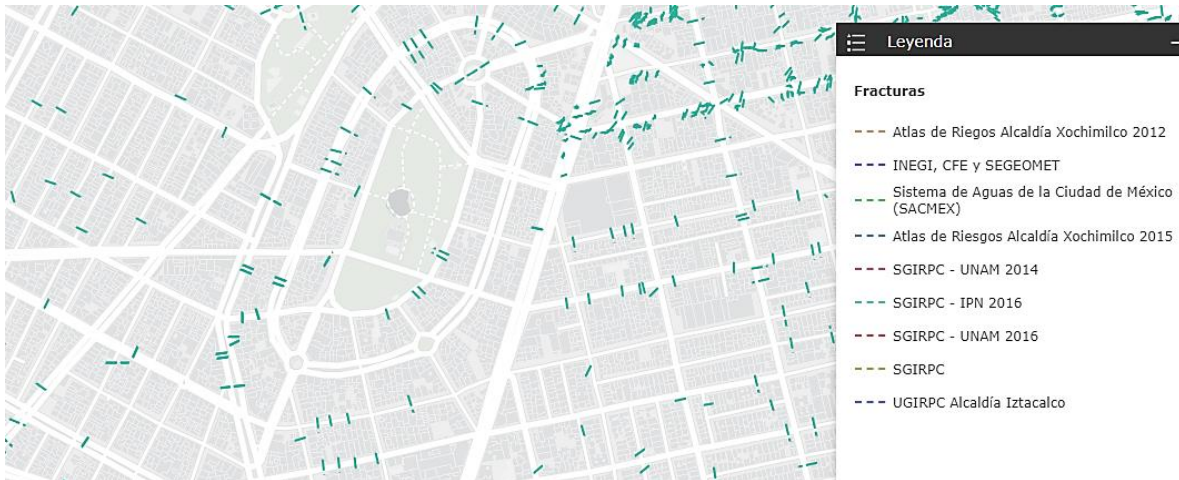 Leyenda
Fracturas
Atlas de Riegos Alcaldía Xochimilco 2012
INEGI, CFE y SEGEOMET
Sistema de Aguas de la Ciudad de México
(SACMEX)
Atlas de Riesgos Alcaldía Xochimilco 2015
SGIRPC - UNAM 2014
SGIRPC - IPN 2016
SGIRPC - UNAM 2016
SGIRPC
UGIRPC Alcaldía Iztacalco